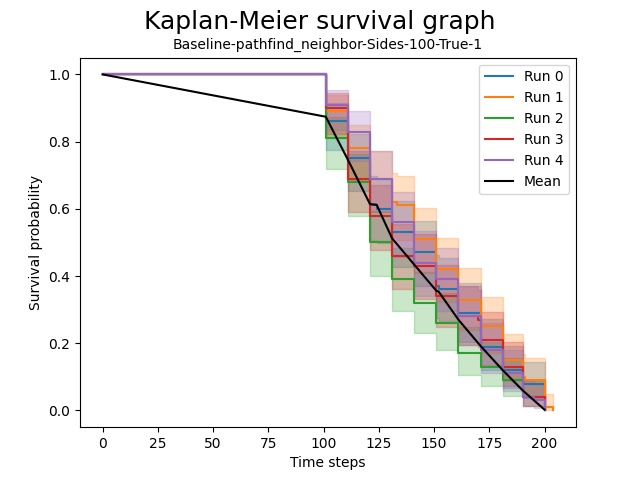 Kaplan-Meier survival graph
Baseline-pathfind_neighbor-Sides-100-True-1
Survival probability
1.0
0.8
0.6
0.4
0.2
0.0
Run 0
Run 1
Run 2
Run 3
Run 4
Mean
0
25
50
75
100
125
150
175
200
Time steps